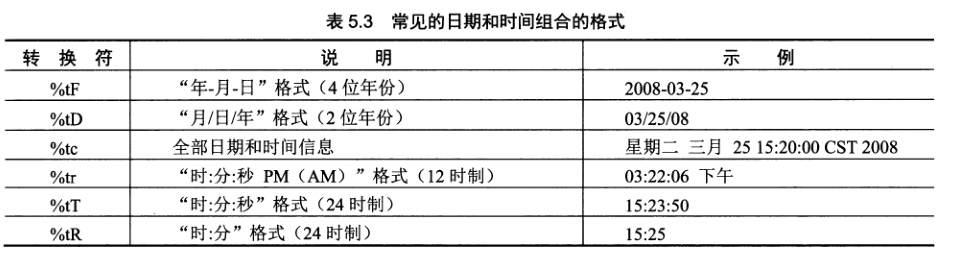 表 5.3 常见的日期和时间组合的格式
转 换 符 说 明 示 例
%tF “年-月-日”格式（4 位年份） 2008-03-25
%tD “月/日/年”格式（2 位年份） 03/25/08
%tc 全部日期和时间信息 星期二 三月 25 15:20:00 CST 2008
%tr “时:分:秒 PM（AM）”格式（12 时制） 03:22:06 下午
%tT “时:分:秒”格式（24 时制） 15:23:50
%tR “时:分”格式（24 时制） 15:25